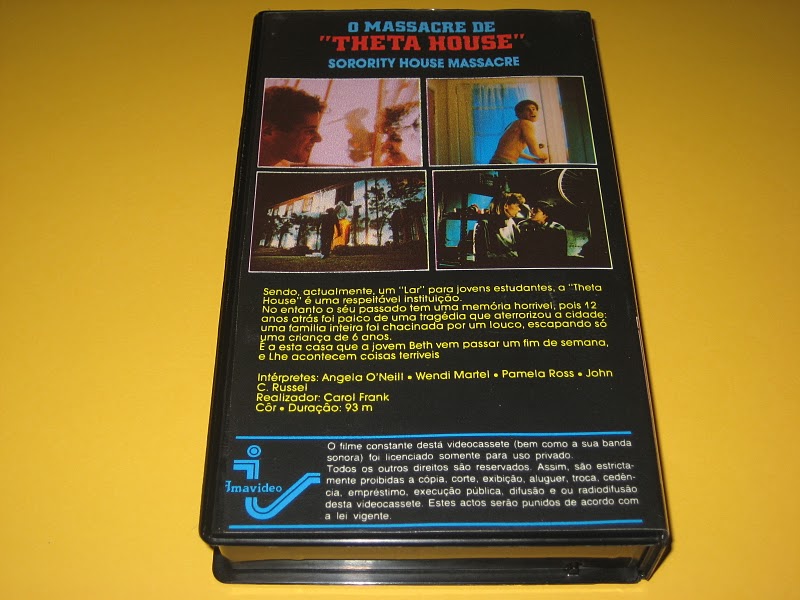 O MASSACRE DE
"THETA HOUSE"
SORORITY HOUSE MASSACRE
Sendo, actualmente, um "Lar" para jovens estudantes, a "Theta
House" é uma respeitável instituição.
No entanto o séu passado tem uma memória horrivel, pois 12
anos atrás foi palco de uma tragédia que aterrorizou a cidade:
uma familia inteira foi chacinada por um louco, escapando só
uma criança de 6 anos.
É a esta casa que a jovem Beth vem passar um fim de semana,
e Lhe acontecem coisas terriveis
Intérpretes: Angela O'Neill • Wendi Martel • Pamela Ross • John
C. Russel
Realizador: Carol Frank
Côr • Duração: 93 m
Imavideo
O filme constante destá videocassete (bem como a sua banda
sonora) foi licenciado somente para uso privado.
Todos os outros direitos são reservados. Assim, são estricta-
mente proibidas a cópia, corte, exibição, aluguer, troca, cedên-
cia, empréstimo, execução pública, difusão e ou radiodifusão
desta videocassete. Estes actos serão punidos de acordo com
a lei vigente.